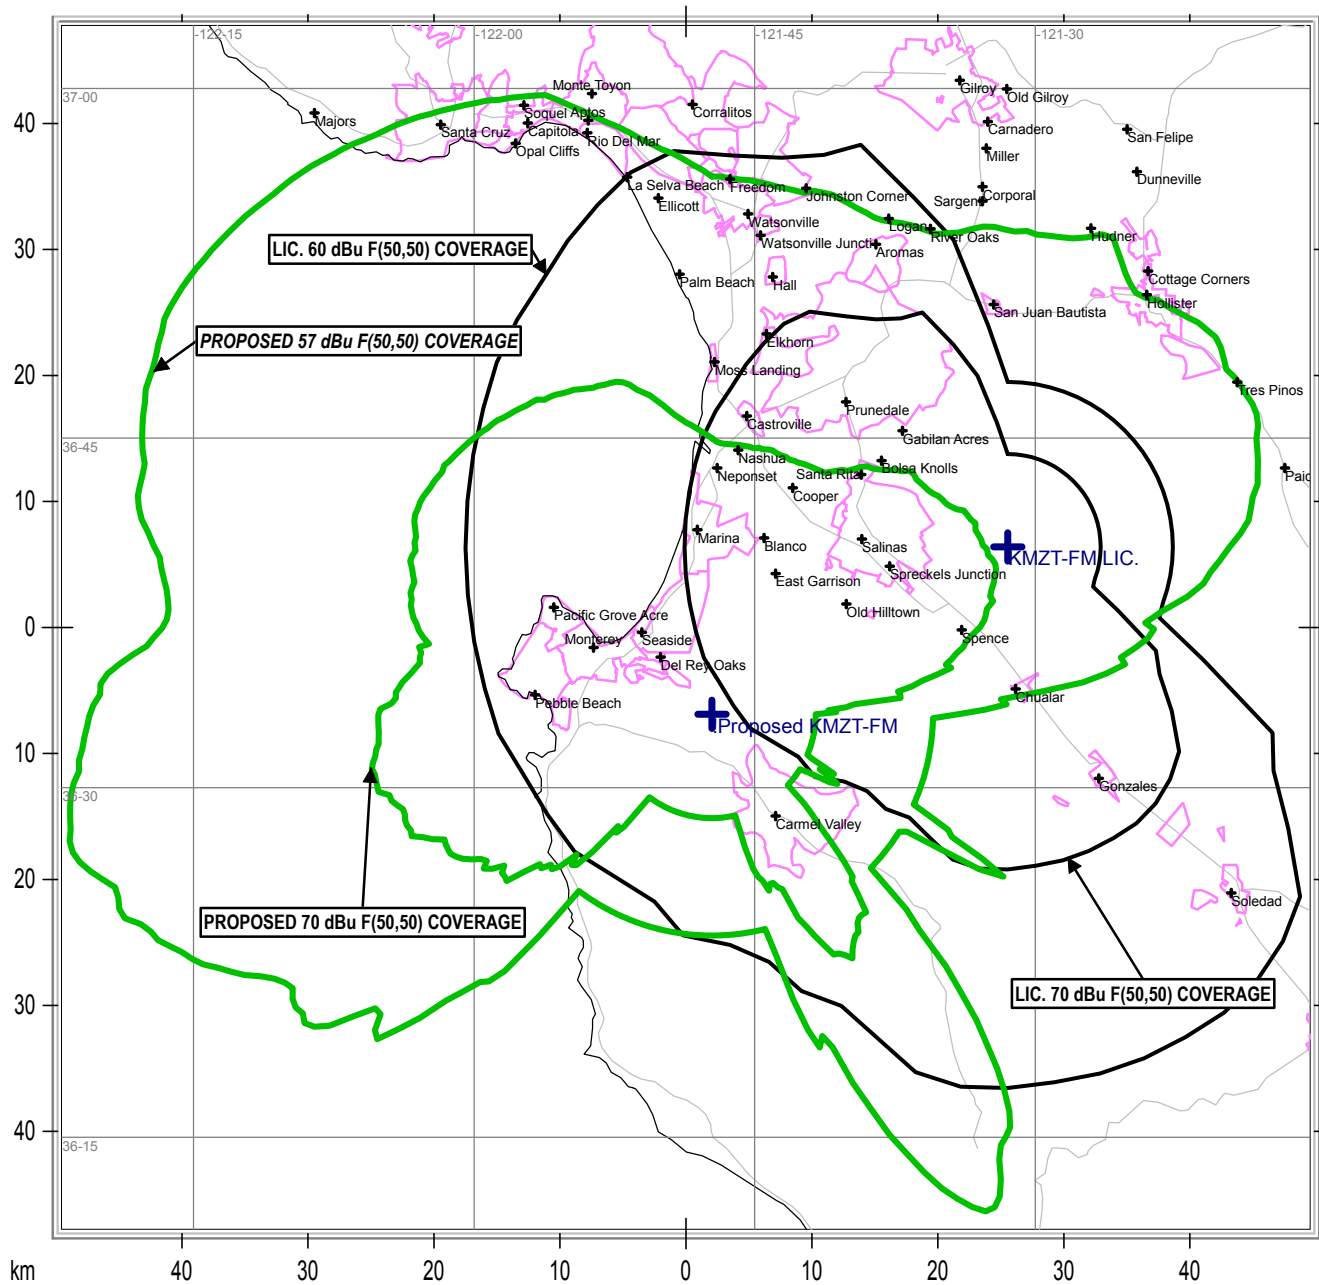 -122-15
-122-00
-121-45
-121-30
37-00
36-45
36-30
36-15
40
30
20
10
0
10
20
30
40
km
40
30
20
10
0
10
20
30
40
Monte Toyon
Gilroy
Old Gilroy
Majors
Santa Cruz
Soquel
Aptos
Capitola
Rio Del Mar
Opal Cliffs
Corralitos
Carnadero
San Felipe
Miller
Dunneville
La Selva Beach
Freedom
Johnston Corner
Corporal
Sargent
Ellicott
Watsonville
Logan
River Oaks
Hudner
Watsonville Juncti
Aromas
LIC. 60 dBu F(50,50) COVERAGE
Palm Beach
Hall
Cottage Corners
Hollister
San Juan Bautista
PROPOSED 57 dBu F(50,50) COVERAGE
Elkhorn
Moss Landing
Tres Pinos
Prunedale
Castroville
Gabilan Acres
Nashua
Neponset
Santa Rita
Bolsa Knolls
Paic
Cooper
Marina
Blanco
Salinas
KMZT-FM LIC.
East Garrison
Spreckels Junction
Pacific Grove Acre
Old Hilltown
Monterey
Seaside
Spence
Del Rey Oaks
Pebble Beach
Chualar
Proposed KMZT-FM
Gonzales
Carmel Valley
Soledad
PROPOSED 70 dBu F(50,50) COVERAGE
LIC. 70 dBu F(50,50) COVERAGE